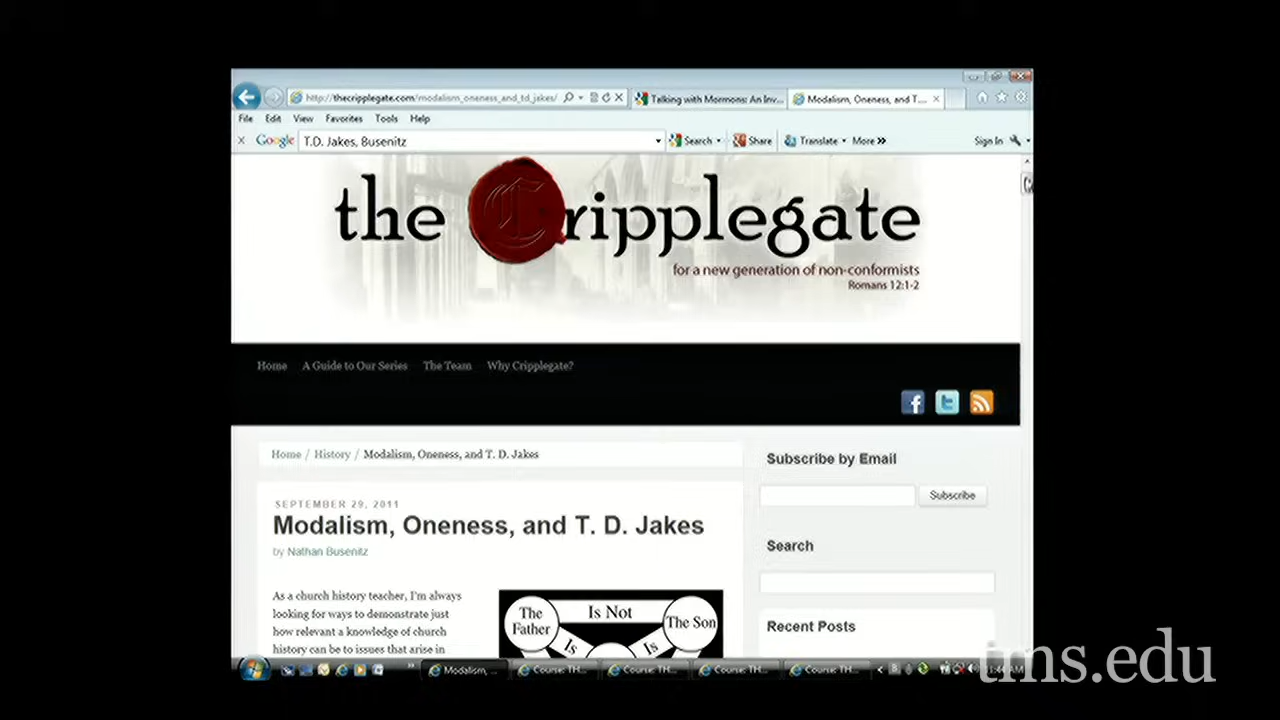 http://thecripplegate.com/modalism_oneness_and_td_jakes/
Talking with Mormons: An Inv...
Modalism, Oneness, and T...
File Edit View Favorites Tools Help
Google T.D. Jakes, Busenitz Search Share Translate More Sign In
the Cripplegate
for a new generation of non-conformists
Romans 12:1-2
Home A Guide to Our Series The Team Why Cripplegate?
Home / History / Modalism, Oneness, and T. D. Jakes
SEPTEMBER 29, 2011
Modalism, Oneness, and T. D. Jakes
by Nathan Busenitz
As a church history teacher, I'm always
looking for ways to demonstrate just
how relevant a knowledge of church
history can be to issues that arise in
The Father
Is Not
The Son
Is
Is
Subscribe by Email
Subscribe
Search
Recent Posts
Modalism, ...
Course: TH...
Course: TH...
Course: TH...
Course: TH...
tms.edu